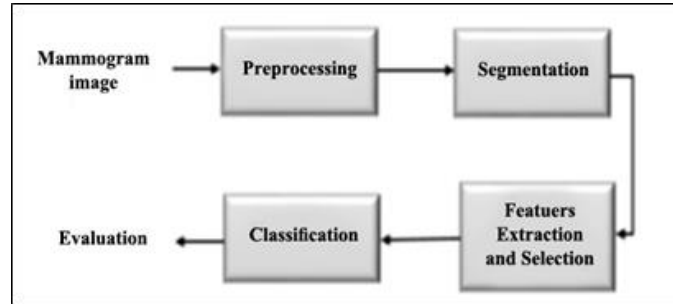 Mammogram
image
Preprocessing
Segmentation
Featuers
Extraction
and Selection
Classification
Evaluation